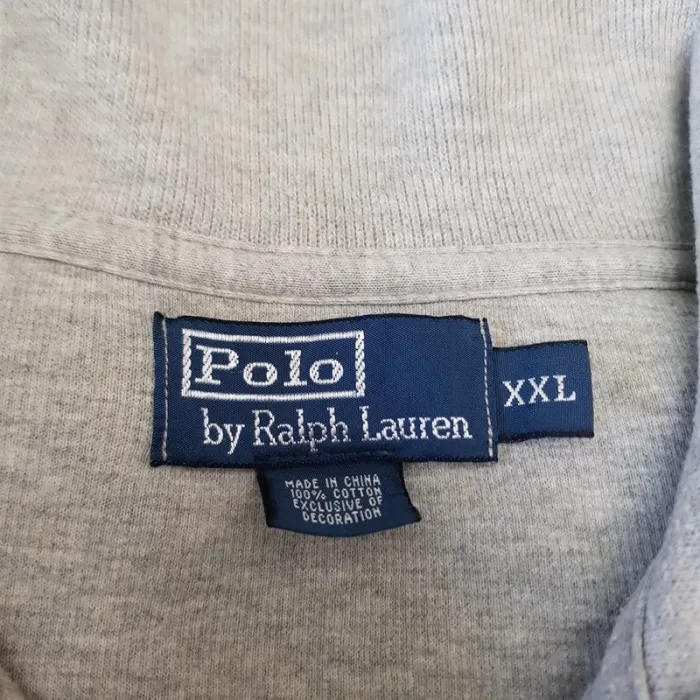 Polo
by Ralph Lauren
XXL
MADE IN CHINA
100% COTTON
EXCLUSIVE OF
DECORATION